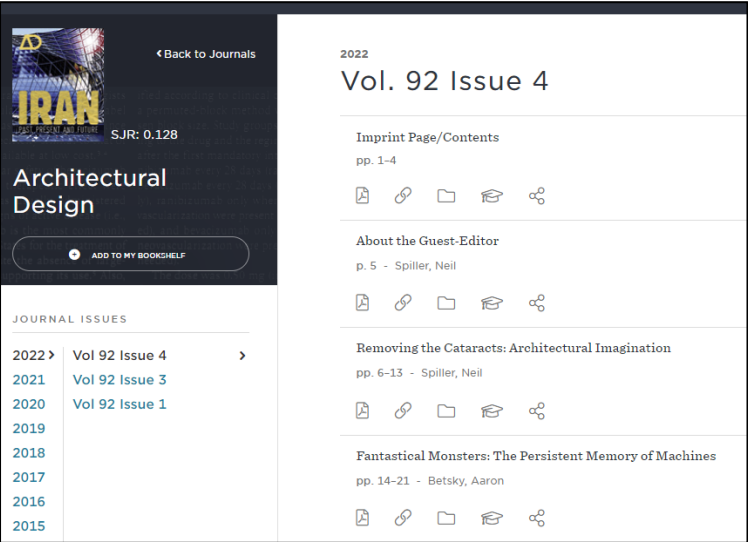 AD
IRAN
PAST, PRESENT AND FUTURE
Back to Journals
SJR: 0.128
Architectural
Design
ADD TO MY BOOKSHELF
JOURNAL ISSUES
2022
2021
2020
2019
2018
2017
2016
2015
Vol 92 Issue 4
Vol 92 Issue 3
Vol 92 Issue 1
2022
Vol. 92 Issue 4
Imprint Page/Contents
pp. 1–4
About the Guest-Editor
p. 5 - Spiller, Neil
Removing the Cataracts: Architectural Imagination
pp. 6–13 - Spiller, Neil
Fantastical Monsters: The Persistent Memory of Machines
pp. 14–21 - Betsky, Aaron